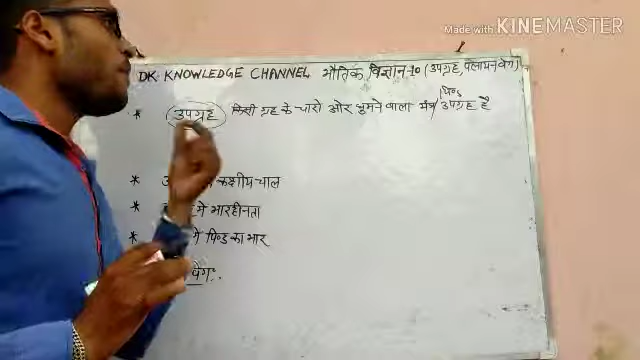 Made with KINEMASTER
DK KNOWLEDGE CHANNEL भौतिक विज्ञान-10 (उपग्रह, पलायन वेग)
पिण्ड
* उपग्रह किसी ग्रह के चारो ओर घुमने वाला उपग्रह है
* कक्षीय चाल
* मे भारहीनता
* मे पिण्ड का भार
वेग: